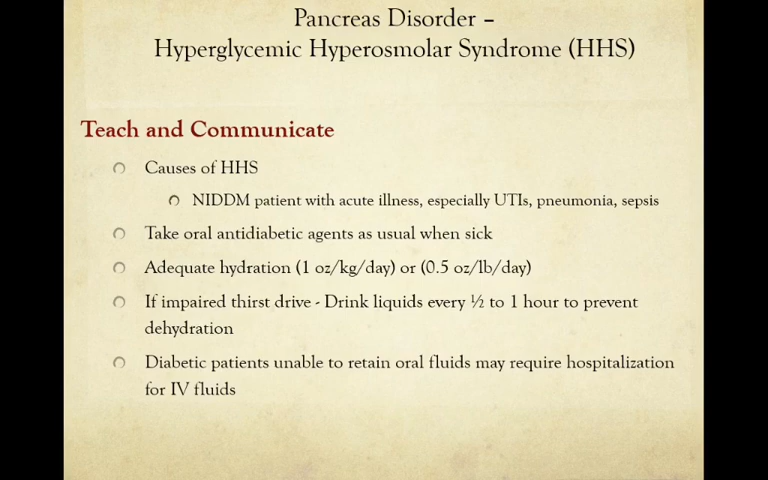 Pancreas Disorder –
Hyperglycemic Hyperosmolar Syndrome (HHS)
Teach and Communicate
Causes of HHS
NIDDM patient with acute illness, especially UTIs, pneumonia, sepsis
Take oral antidiabetic agents as usual when sick
Adequate hydration (1 oz/kg/day) or (0.5 oz/lb/day)
If impaired thirst drive - Drink liquids every ½ to 1 hour to prevent
dehydration
Diabetic patients unable to retain oral fluids may require hospitalization
for IV fluids